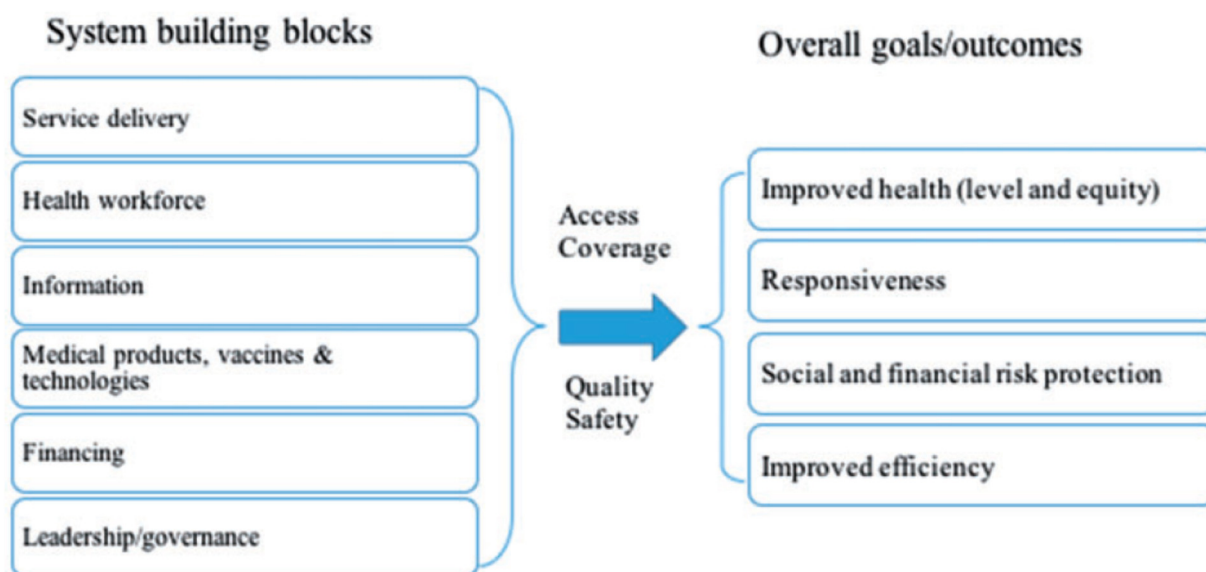 System building blocks
Service delivery
Health workforce
Information
Medical products, vaccines &
technologies
Financing
Leadership/governance
Access
Coverage
Quality
Safety
Overall goals/outcomes
Improved health (level and equity)
Responsiveness
Social and financial risk protection
Improved efficiency